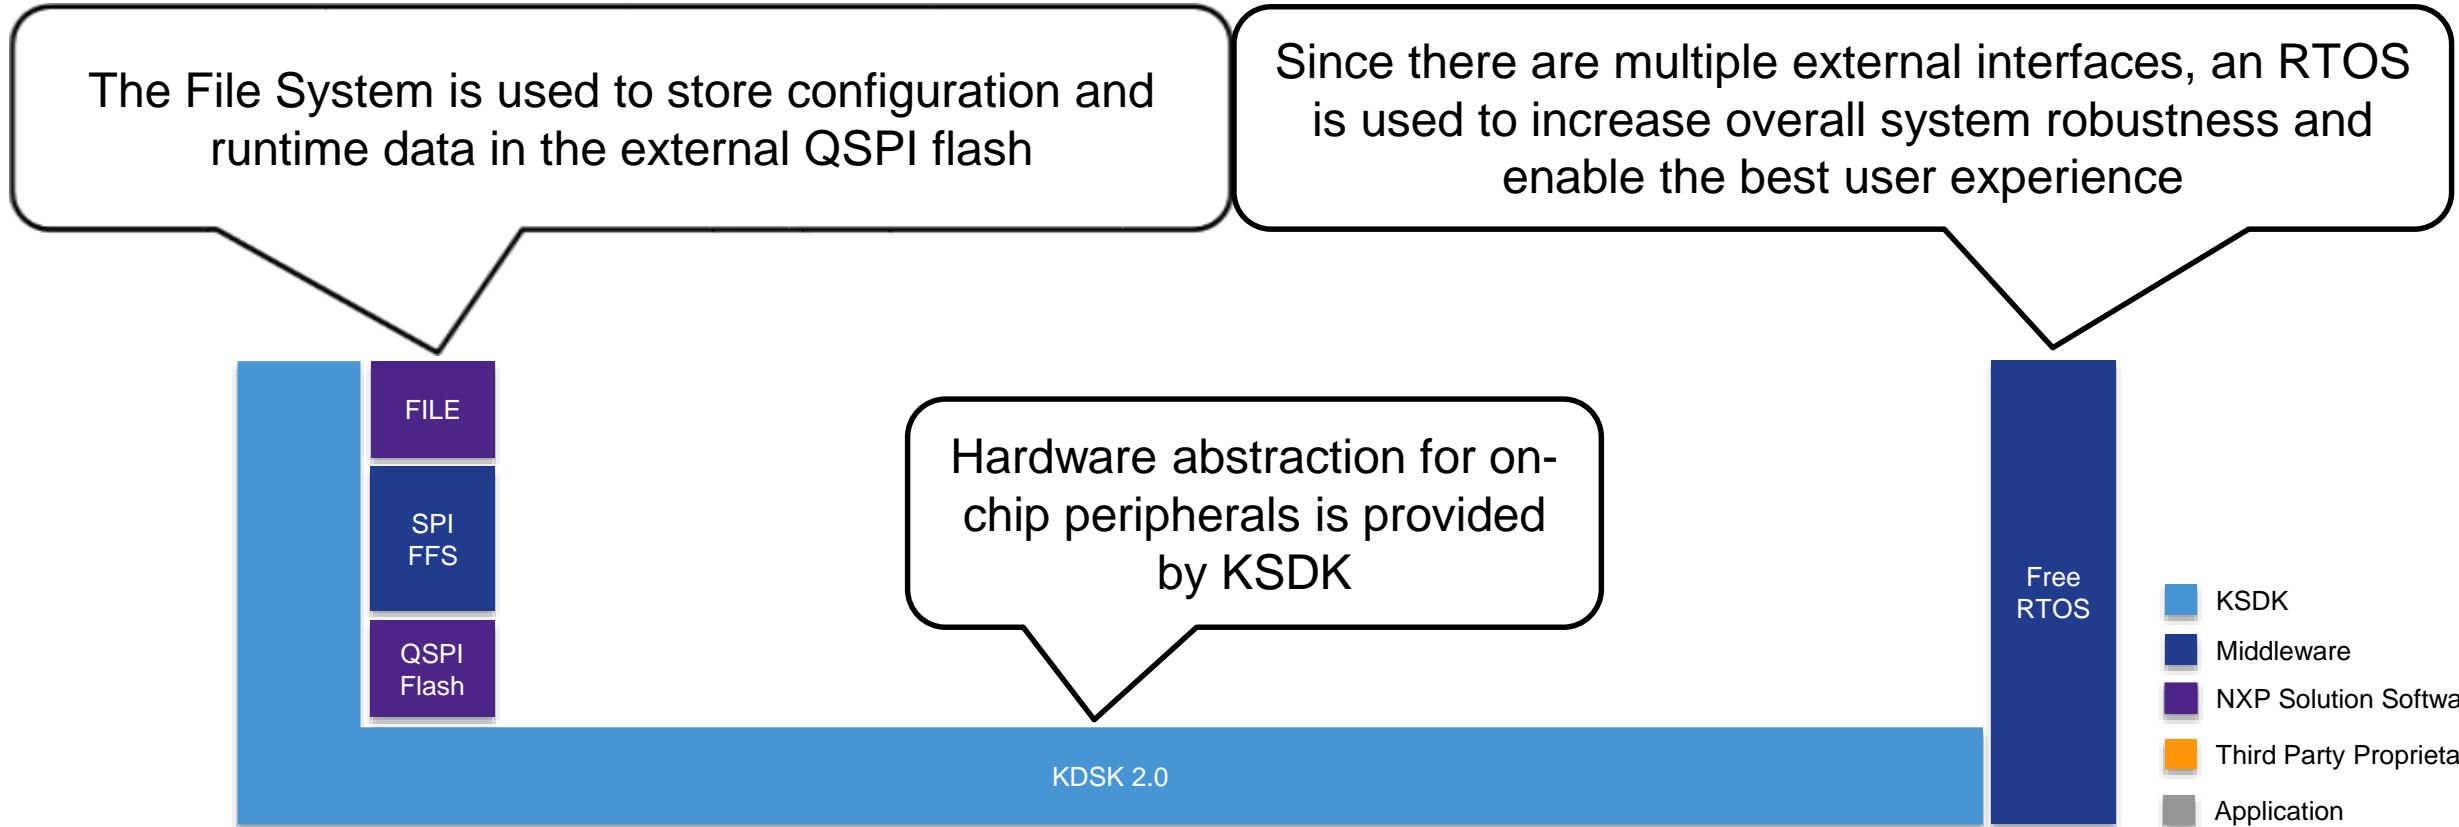 The File System is used to store configuration and
runtime data in the external QSPI flash
Since there are multiple external interfaces, an RTOS
is used to increase overall system robustness and
enable the best user experience
FILE
SPI
FFS
QSPI
Flash
Hardware abstraction for on-
chip peripherals is provided
by KSDK
KDSK 2.0
Free
RTOS
KSDK
Middleware
NXP Solution Softwa
Third Party Proprieta
Application